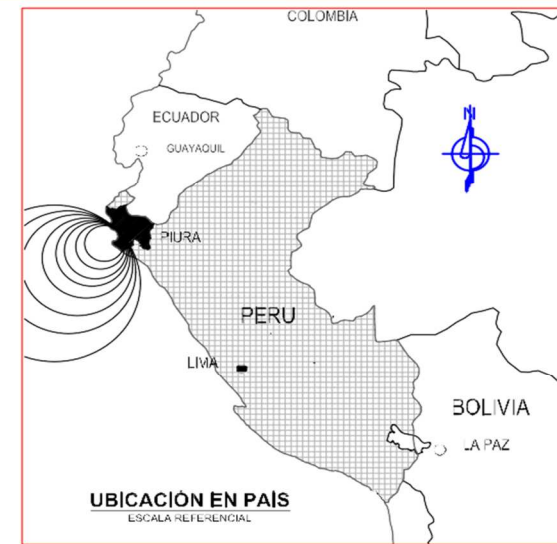 COLOMBIA
ECUADOR
GUAYAQUIL
N
PIURA
PERU
LIMA
BOLIVIA
LA PAZ
UBICACIÓN EN PAÍS
ESCALA REFERENCIAL